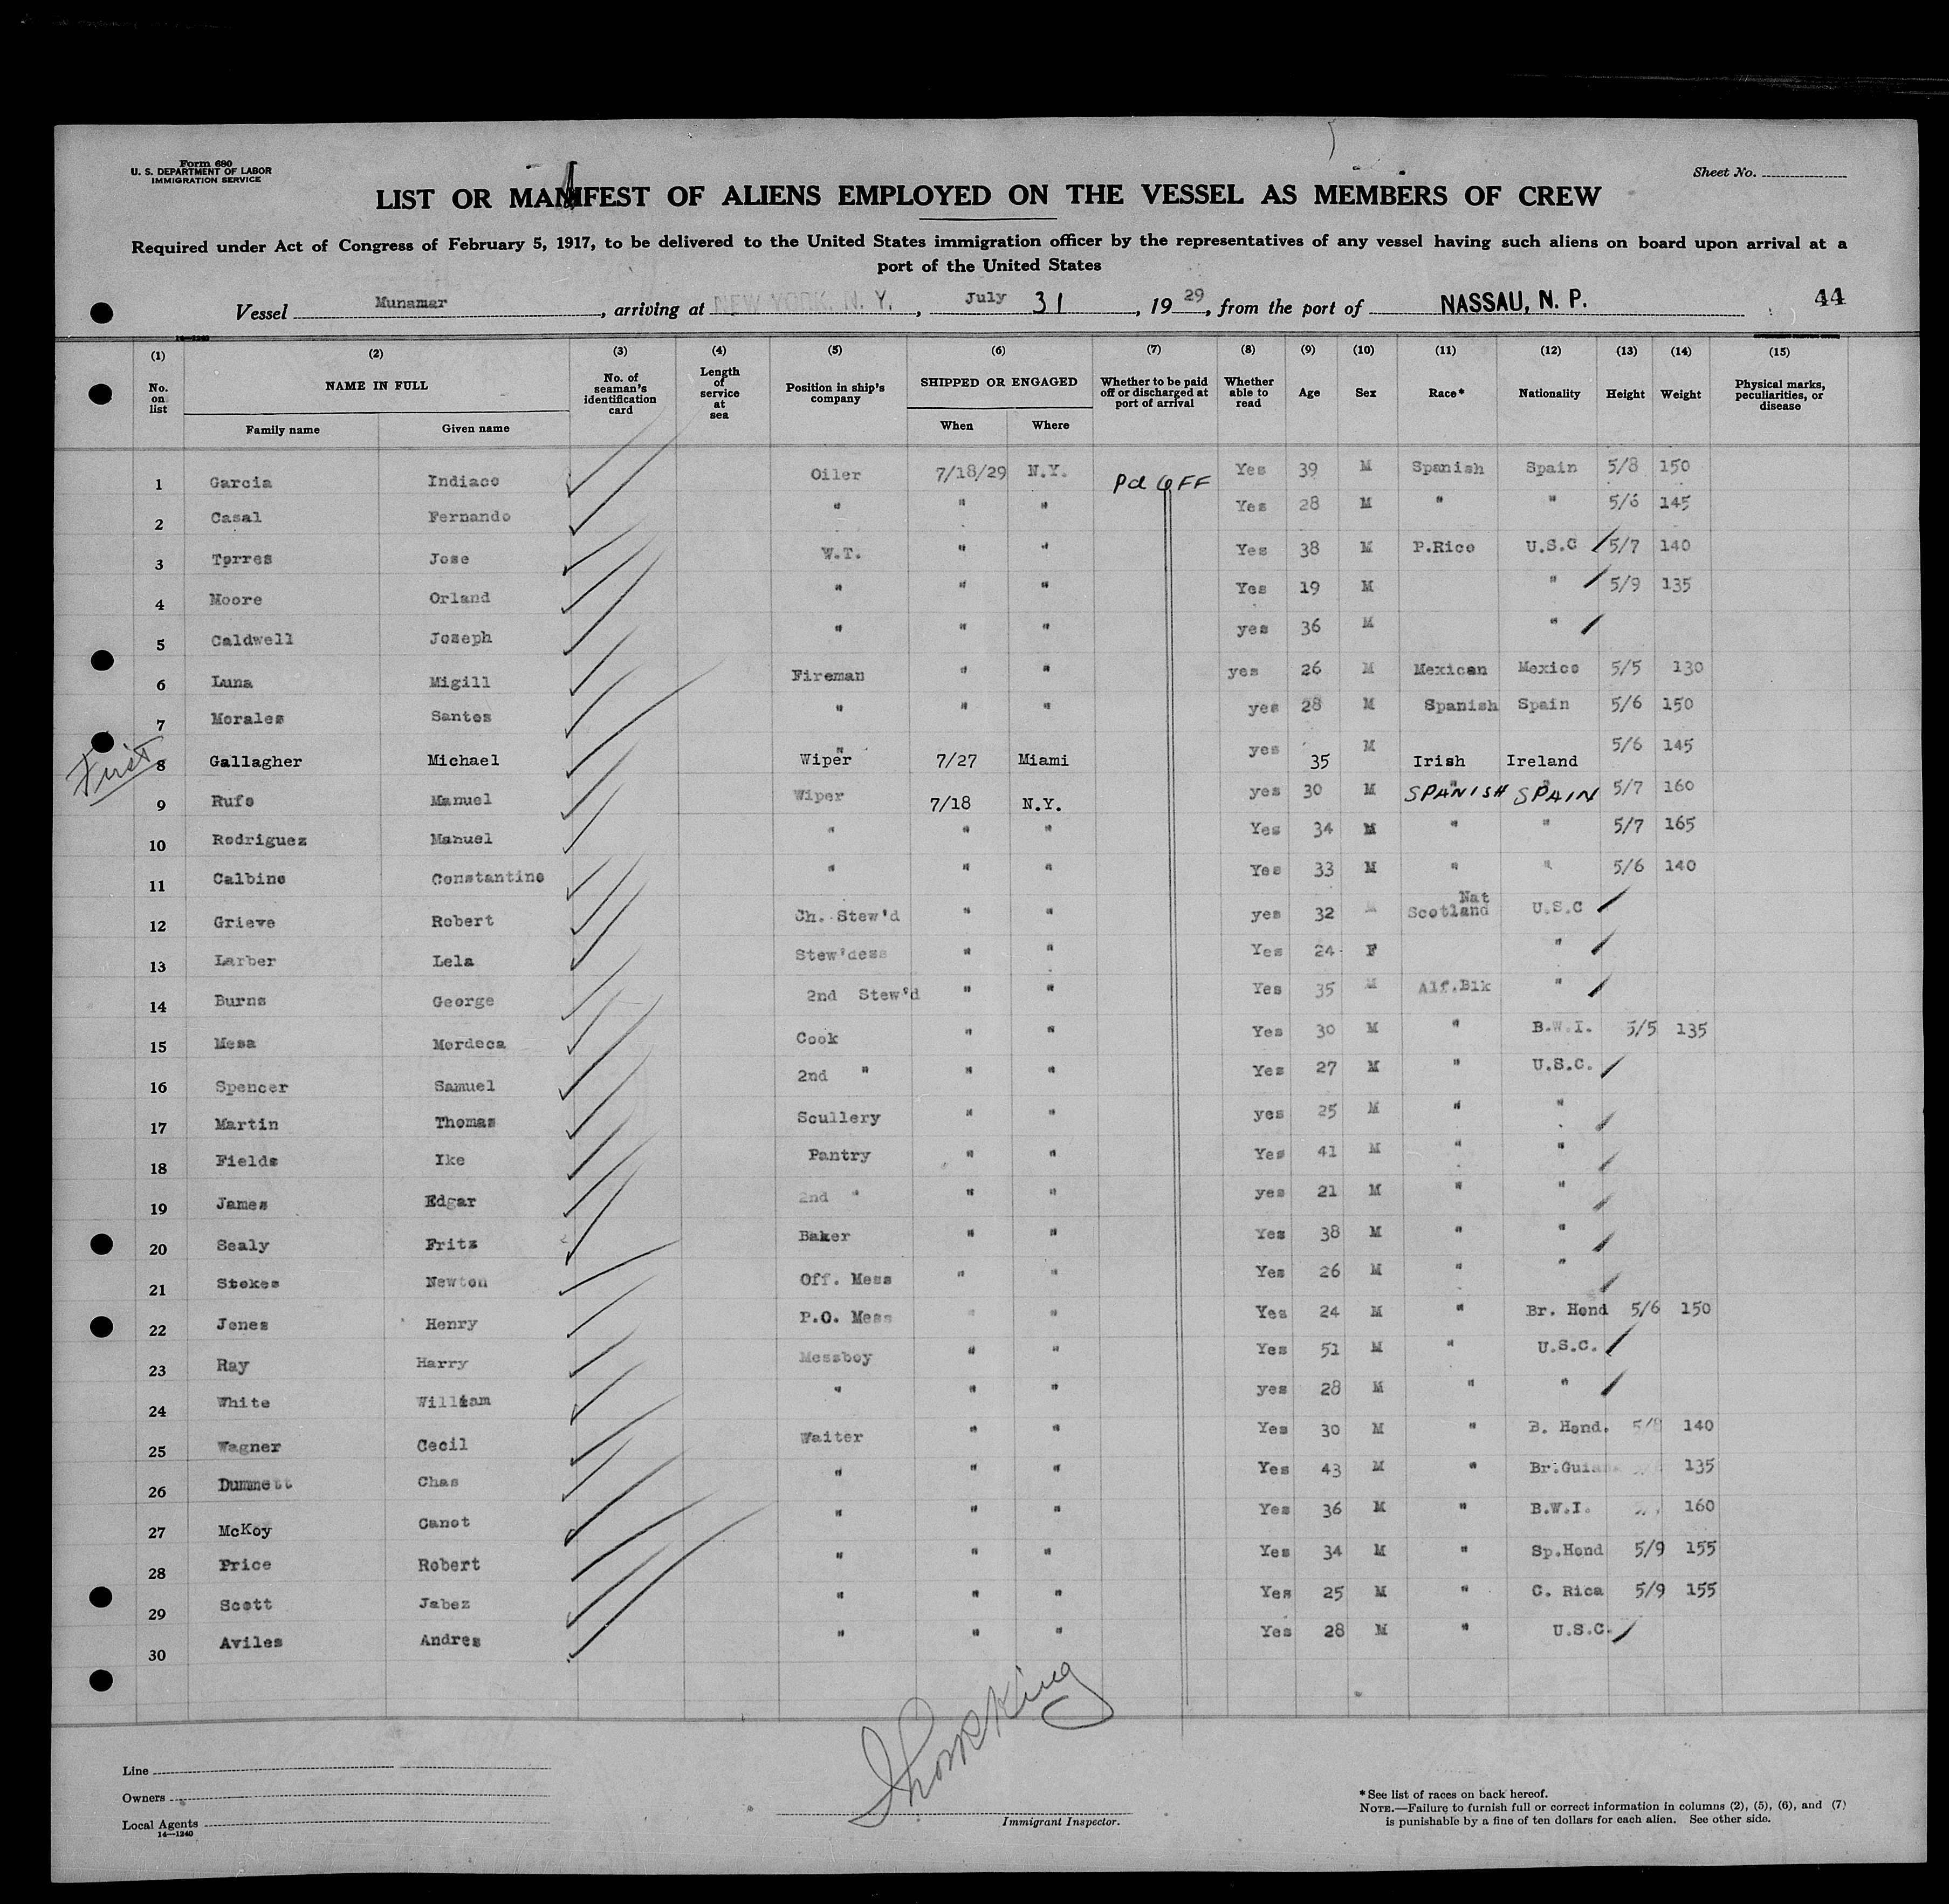 Form 680
U. S. DEPARTMENT OF LABOR
IMMIGRATION SERVICE
Sheet No.
LIST OR MANIFEST OF ALIENS EMPLOYED ON THE VESSEL AS MEMBERS OF CREW
Required under Act of Congress of February 5, 1917, to be delivered to the United States immigration officer by the representatives of any vessel having such aliens on board upon arrival at a
port of the United States
Vessel Munamar, arriving at NEW YORK, N. Y., July 31, 1929, from the port of NASSAU, N. P. 44
14—1240
(1) (2) (3) (4) (5) (6) (7) (8) (9) (10) (11) (12) (13) (14) (15)
No. on list NAME IN FULL Family name Given name No. of seaman's identification card Length of service at sea Position in ship's company SHIPPED OR ENGAGED When Where Whether to be paid off or discharged at port of arrival Whether able to read Age Sex Race* Nationality Height Weight Physical marks, peculiarities, or disease
1 Garcia Indiaco Oiler 7/18/29 N.Y. Pd OFF Yes 39 M Spanish Spain 5/8 150
2 Casal Fernando " " " Yes 28 M " " 5/6 145
3 Torres Jose W.T. " " Yes 38 M P.Rico U.S.C 5/7 140
4 Moore Orland " " " Yes 19 M " 5/9 135
5 Caldwell Joseph " " " yes 36 M "
6 Luna Migill Fireman " " yes 26 M Mexican Mexico 5/5 130
7 Morales Santos " " " yes 28 M Spanish Spain 5/6 150
First 8 Gallagher Michael Wiper 7/27 Miami yes 35 M Irish Ireland 5/6 145
9 Rufo Manuel Wiper 7/18 N.Y. yes 30 M SPANISH SPAIN 5/7 160
10 Rodriguez Manuel " " " Yes 34 M " " 5/7 165
11 Calbino Constantino " " " Yes 33 M " " 5/6 140
12 Grieve Robert Ch. Stew'd " " yes 32 M Nat Scotland U.S.C
13 Larber Lela Stew'dess " " Yes 24 F "
14 Burns George 2nd Stew'd " " Yes 35 M Alf.Blk "
15 Mesa Mordeca Cook " " Yes 30 M " B.W.I. 5/5 135
16 Spencer Samuel 2nd " " " Yes 27 M " U.S.C.
17 Martin Thomas Scullery " " yes 25 M " "
18 Fields Ike Pantry " " Yes 41 M " "
19 James Edgar 2nd " " " yes 21 M " "
20 Sealy Fritz Baker " " Yes 38 M " "
21 Stokes Newton Off. Mess " " Yes 26 M " "
22 Jones Henry P.O. Mess " " Yes 24 M " Br. Hond 5/6 150
23 Ray Harry Messboy " " Yes 51 M " U.S.C.
24 White William " " " yes 28 M " "
25 Wagner Cecil Waiter " " Yes 30 M " B. Hond. 5/8 140
26 Dummett Chas " " " Yes 43 M " Br.Guiana 135
27 McKoy Canot " " " Yes 36 M " B.W.I. 160
28 Price Robert " " " Yes 34 M " Sp.Hond 5/9 155
29 Scott Jabez " " " Yes 25 M " C. Rica 5/9 155
30 Aviles Andres " " " Yes 28 M " U.S.C.
Line
Owners
Local Agents
14—1240
Immigrant Inspector.
* See list of races on back hereof.
NOTE.—Failure to furnish full or correct information in columns (2), (5), (6), and (7)
is punishable by a fine of ten dollars for each alien. See other side.